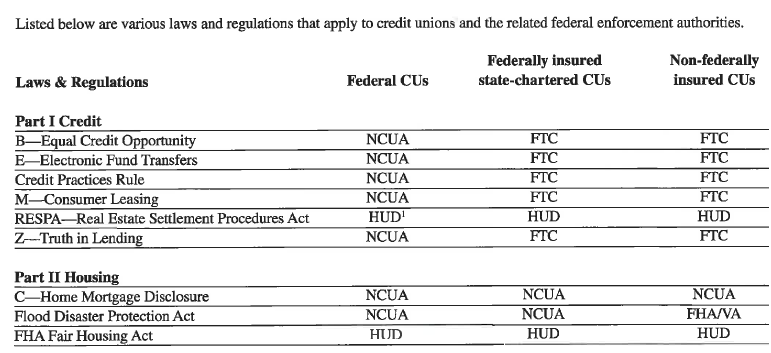 Listed below are various laws and regulations that apply to credit unions and the related federal enforcement authorities.
Federally insured Non-federally
Laws & Regulations Federal CUs state-chartered CUs insured CUs
Part I Credit
B—Equal Credit Opportunity NCUA FTC FTC
E—Electronic Fund Transfers NCUA FTC FTC
Credit Practices Rule NCUA FTC FTC
M—Consumer Leasing NCUA FTC FTC
RESPA—Real Estate Settlement Procedures Act HUD¹ HUD HUD
Z—Truth in Lending NCUA FTC FTC
Part II Housing
C—Home Mortgage Disclosure NCUA NCUA NCUA
Flood Disaster Protection Act NCUA NCUA FHA/VA
FHA Fair Housing Act HUD HUD HUD